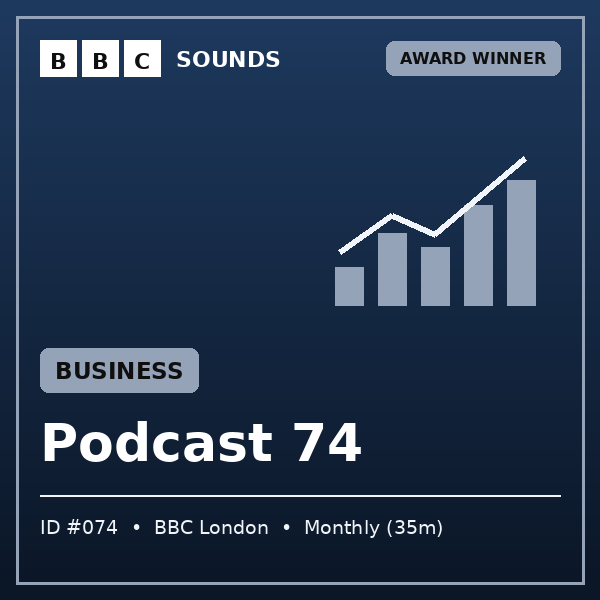 BBC SOUNDS
AWARD WINNER
BUSINESS
Podcast 74
ID #074 • BBC London • Monthly (35m)